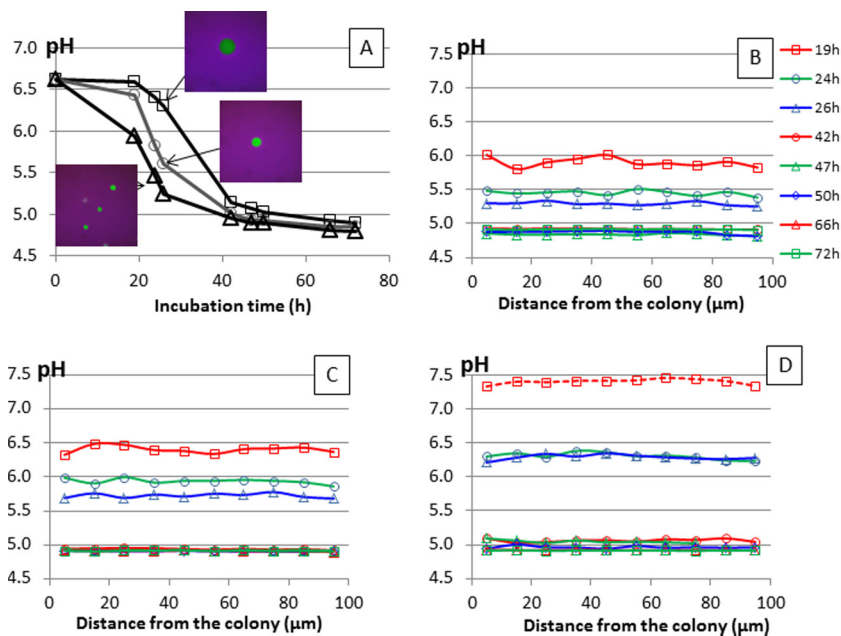 pH
A
7.0
6.5
6.0
5.5
5.0
4.5
0 20 40 60 80
Incubation time (h)
pH
B
7.5
7.0
6.5
6.0
5.5
5.0
4.5
0 20 40 60 80 100
Distance from the colony (µm)
19h
24h
26h
42h
47h
50h
66h
72h
pH
C
7.5
7.0
6.5
6.0
5.5
5.0
4.5
0 20 40 60 80 100
Distance from the colony (µm)
pH
D
7.5
7.0
6.5
6.0
5.5
5.0
4.5
0 20 40 60 80 100
Distance from the colony (µm)